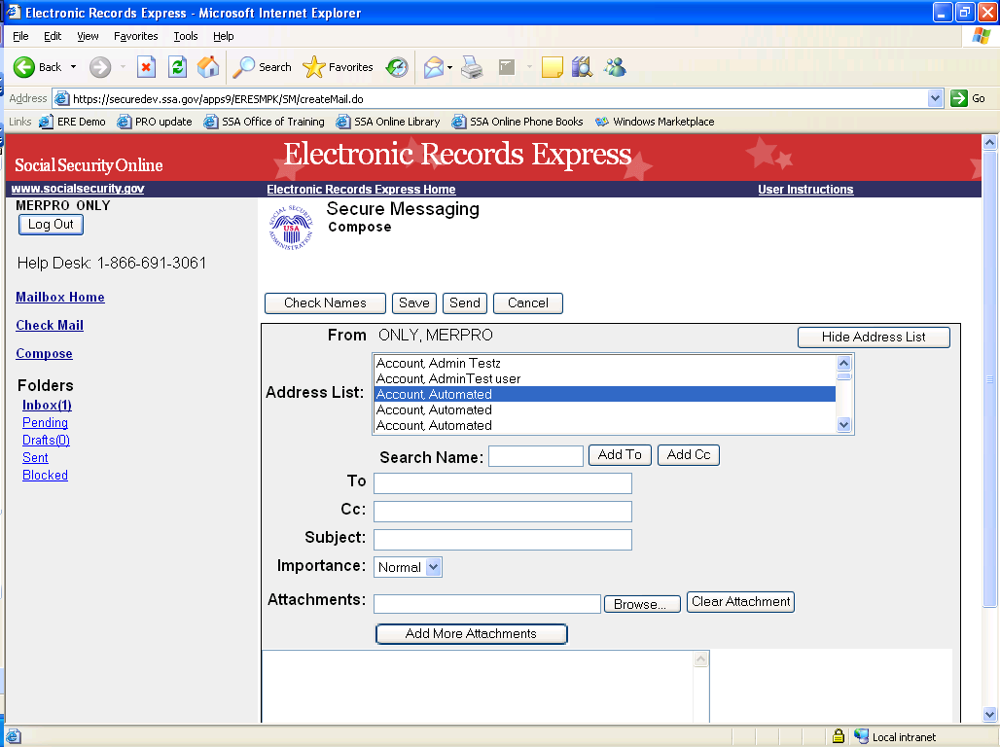 Electronic Records Express - Microsoft Internet Explorer
File Edit View Favorites Tools Help
Back Search Favorites
Address https://securedev.ssa.gov/apps9/ERESMPK/SM/createMail.do Go
Links ERE Demo PRO update SSA Office of Training SSA Online Library SSA Online Phone Books Windows Marketplace
Social Security Online Electronic Records Express
www.socialsecurity.gov Electronic Records Express Home User Instructions
MERPRO ONLY
Log Out
Help Desk: 1-866-691-3061
Mailbox Home
Check Mail
Compose
Folders
Inbox(1)
Pending
Drafts(0)
Sent
Blocked
SOCIAL SECURITY ADMINISTRATION
USA
Secure Messaging
Compose
Check Names Save Send Cancel
From ONLY, MERPRO Hide Address List
Address List:
Account, Admin Testz
Account, AdminTest user
Account, Automated
Account, Automated
Account, Automated
Search Name: Add To Add Cc
To
Cc:
Subject:
Importance: Normal
Attachments: Browse... Clear Attachment
Add More Attachments
Local intranet